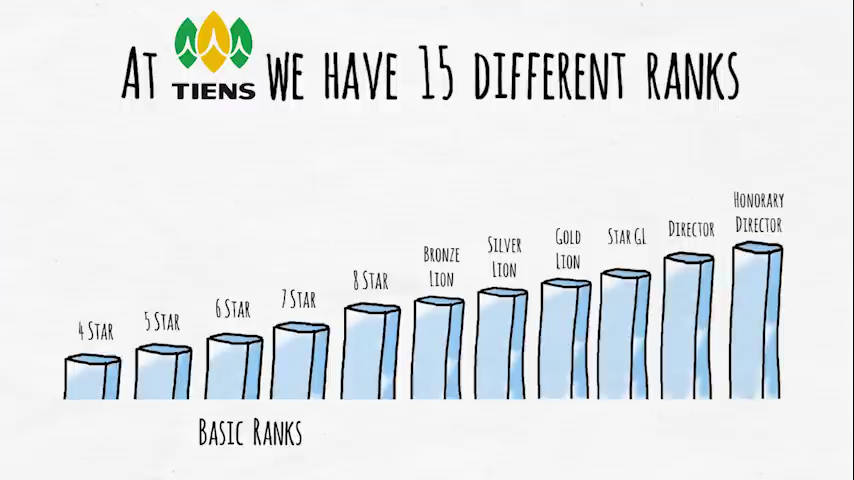 At TIENS we have 15 different ranks
4 Star
5 Star
6 Star
7 Star
8 Star
Bronze
Lion
Silver
Lion
Gold
Lion
Star GL
Director
Honorary
Director
Basic Ranks